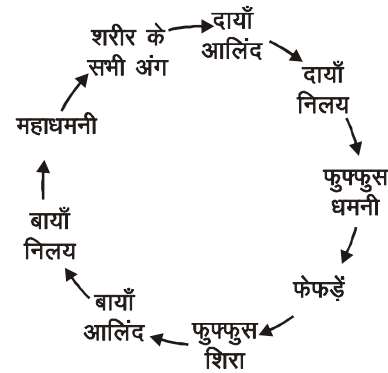 शरीर के
सभी अंग
दायाँ
आलिंद
दायाँ
निलय
फुफ्फुस
धमनी
फेफड़ें
फुफ्फुस
शिरा
बायाँ
आलिंद
बायाँ
निलय
महाधमनी